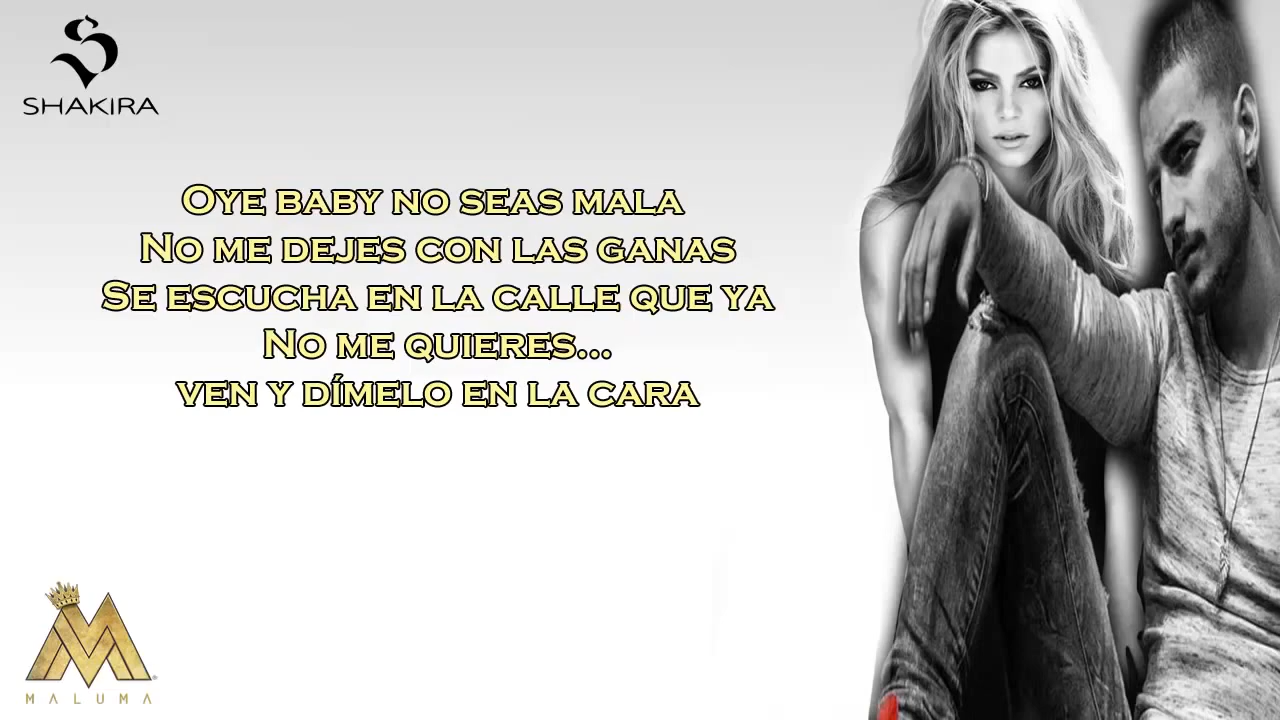 SHAKIRA
OYE BABY NO SEAS MALA
NO ME DEJES CON LAS GANAS
SE ESCUCHA EN LA CALLE QUE YA
NO ME QUIERES...
VEN Y DÍMELO EN LA CARA
MALUMA